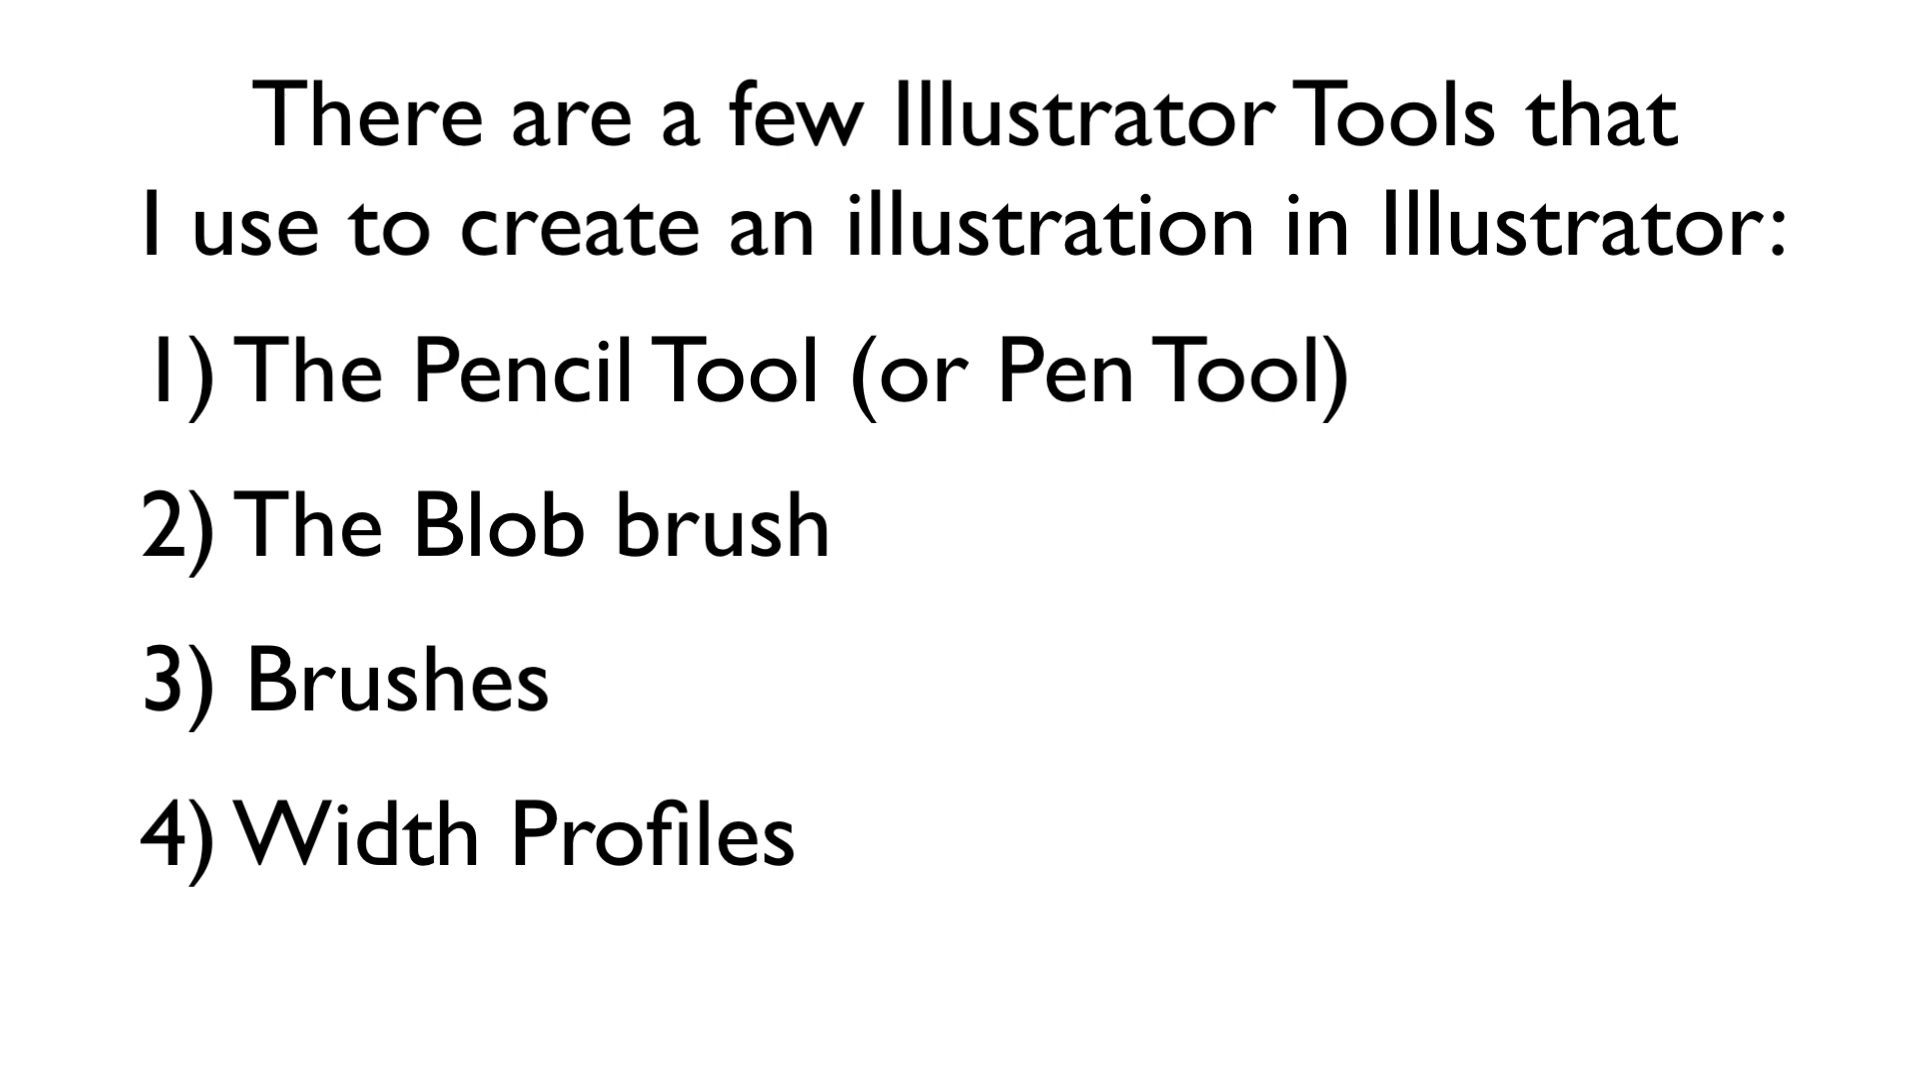 There are a few Illustrator Tools that
I use to create an illustration in Illustrator:
1) The Pencil Tool (or Pen Tool)
2) The Blob brush
3) Brushes
4) Width Profiles